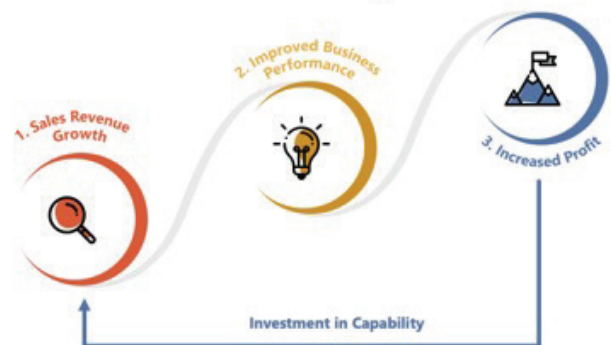 1. Sales Revenue
Growth
2. Improved Business
Performance
3. Increased Profit
Investment in Capability